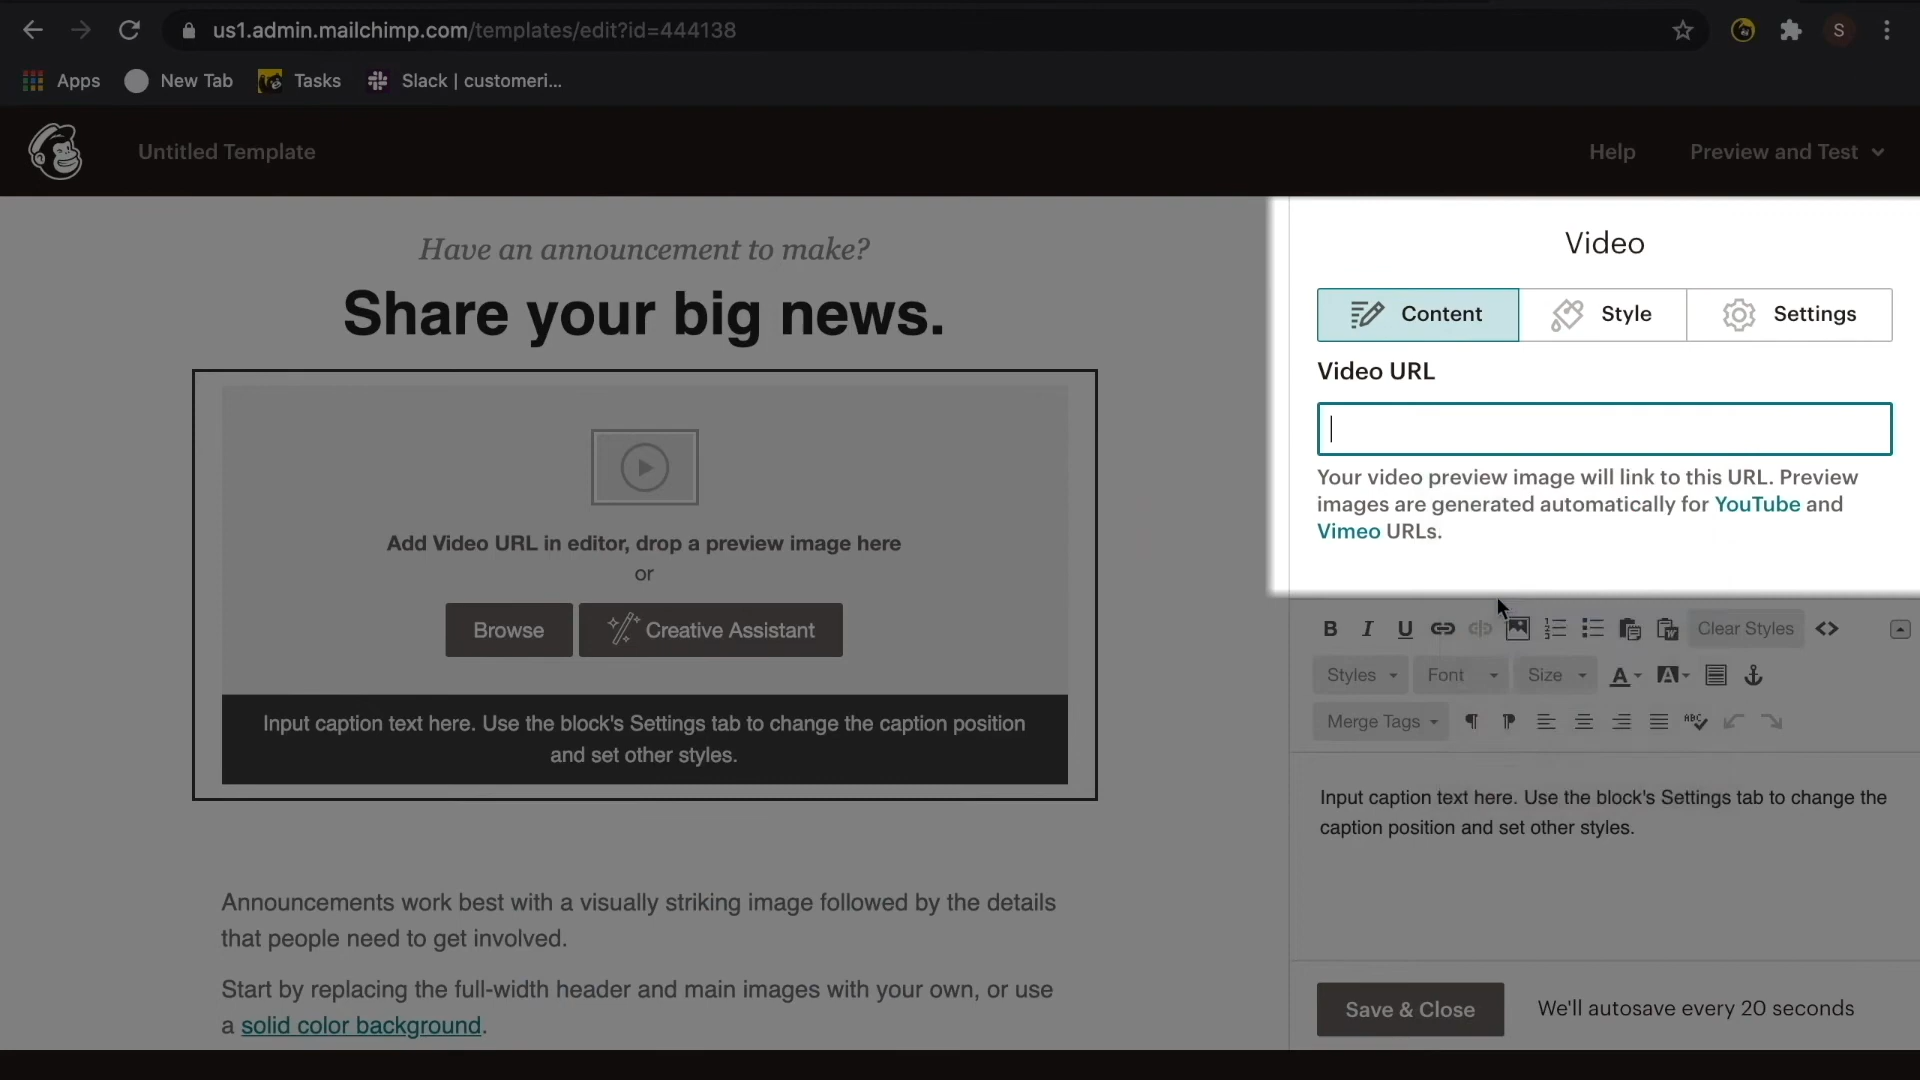 us1.admin.mailchimp.com/templates/edit?id=444138
S
Apps
New Tab
Tasks
Slack | customeri...
Untitled Template
Help
Preview and Test
Have an announcement to make?
Share your big news.
Add Video URL in editor, drop a preview image here
or
Browse
Creative Assistant
Input caption text here. Use the block's Settings tab to change the caption position
and set other styles.
Announcements work best with a visually striking image followed by the details
that people need to get involved.
Start by replacing the full-width header and main images with your own, or use
a solid color background.
Video
Content
Style
Settings
Video URL
Your video preview image will link to this URL. Preview
images are generated automatically for YouTube and
Vimeo URLs.
B I U Clear Styles <>
Styles Font Size A A
Merge Tags ABC
Input caption text here. Use the block's Settings tab to change the
caption position and set other styles.
Save & Close
We'll autosave every 20 seconds